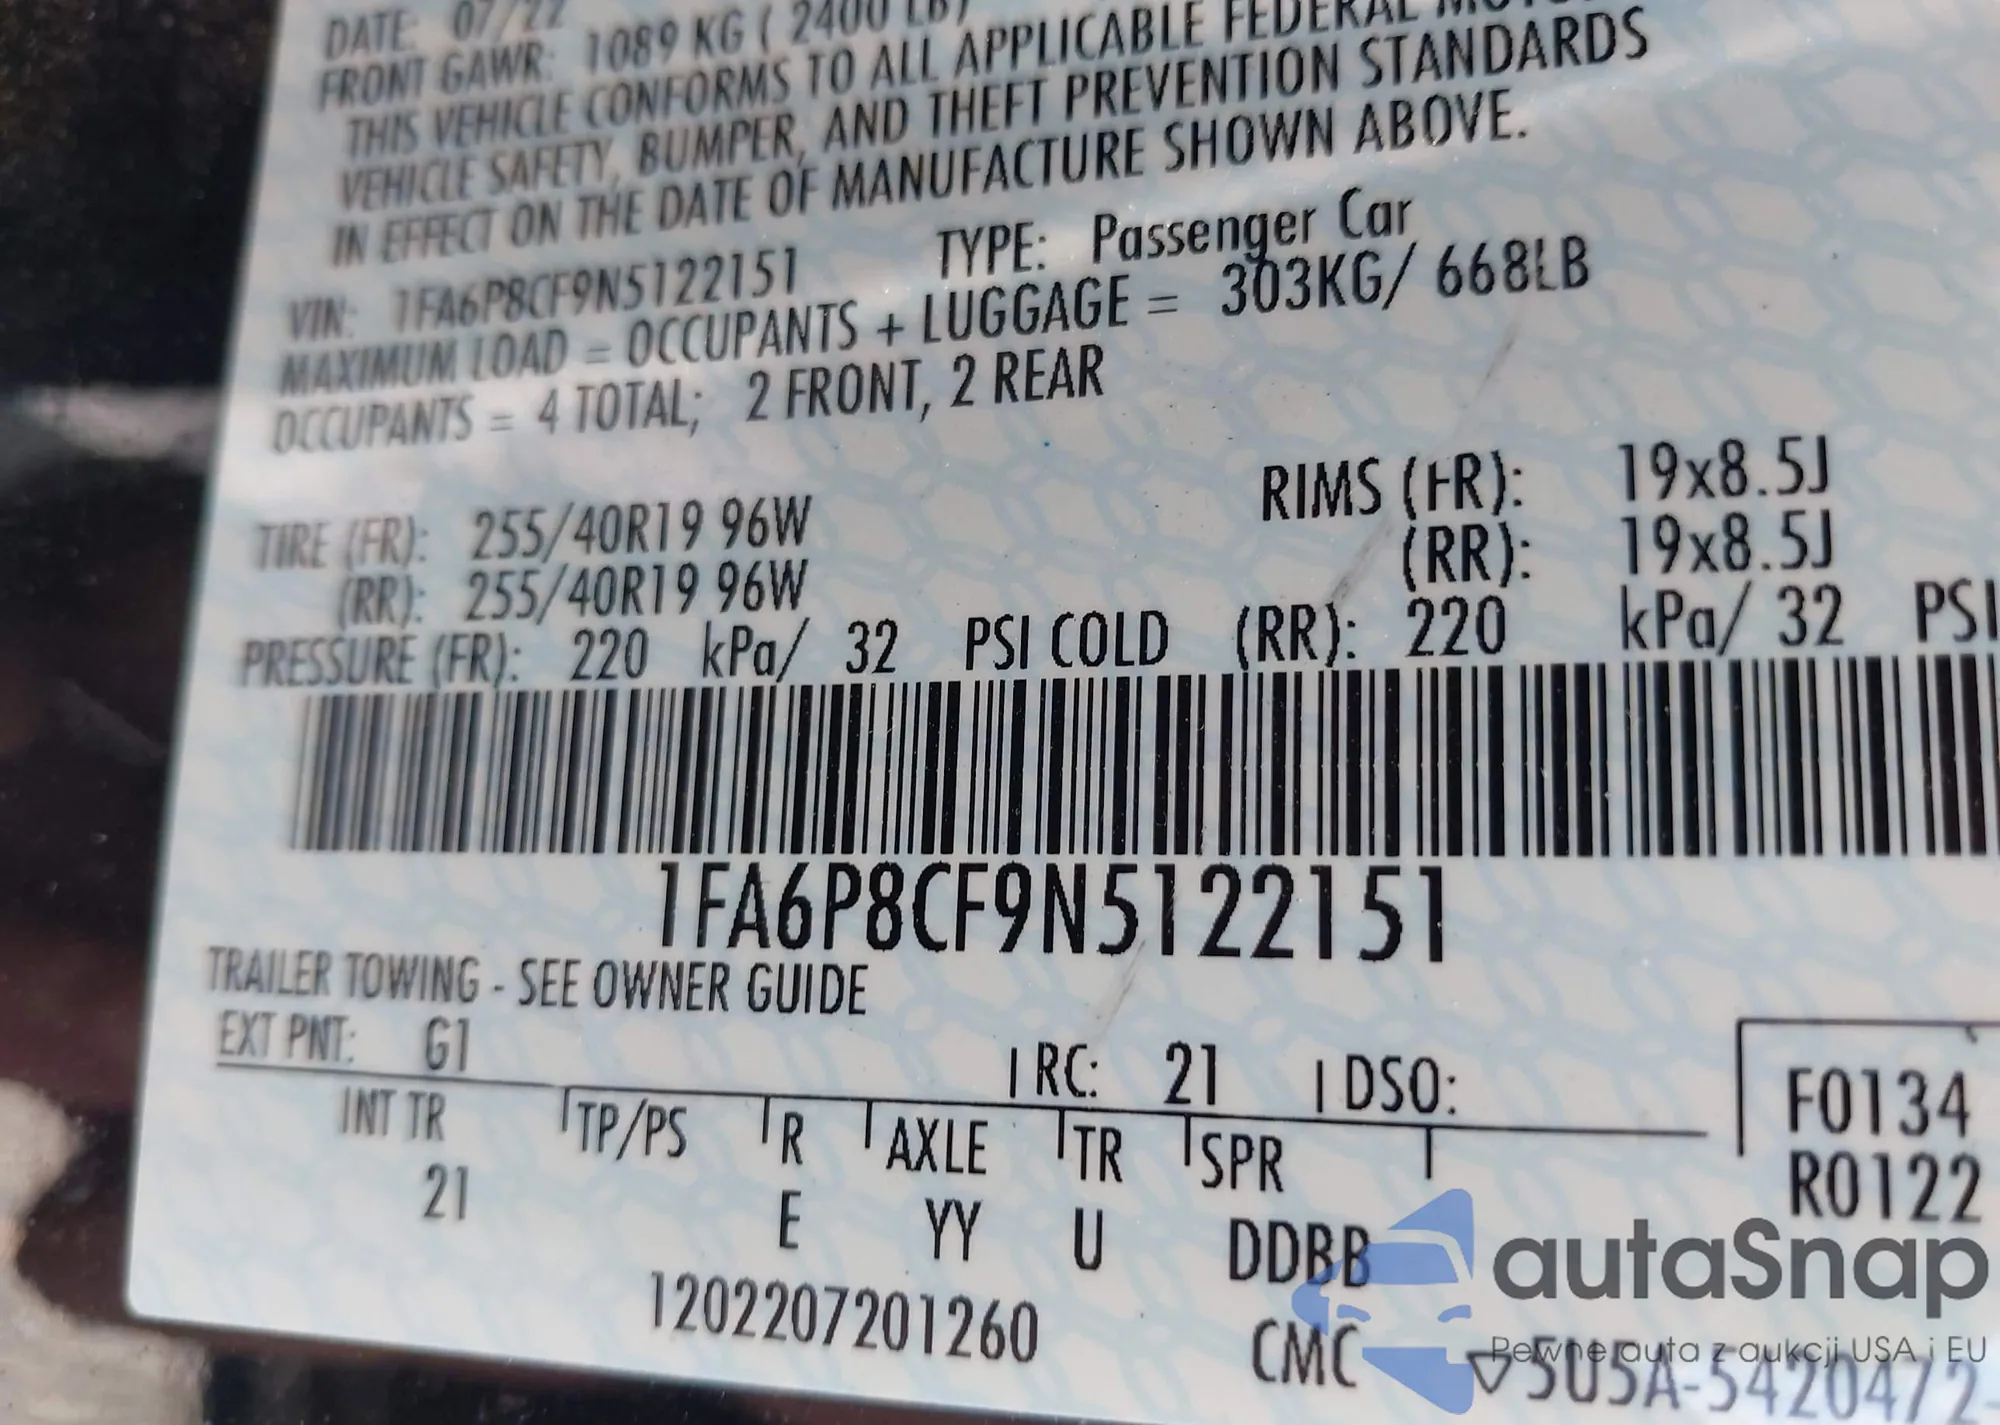 DATE: 07/22
FRONT GAWR: 1089 KG ( 2400 LB)
THIS VEHICLE CONFORMS TO ALL APPLICABLE FEDERAL
VEHICLE SAFETY, BUMPER, AND THEFT PREVENTION STANDARDS
IN EFFECT ON THE DATE OF MANUFACTURE SHOWN ABOVE.
VIN: 1FA6P8CF9N5122151 TYPE: Passenger Car
MAXIMUM LOAD = OCCUPANTS + LUGGAGE = 303KG/ 668LB
OCCUPANTS = 4 TOTAL; 2 FRONT, 2 REAR
TIRE (FR): 255/40R19 96W RIMS (FR): 19x8.5J
(RR): 255/40R19 96W (RR): 19x8.5J
PRESSURE (FR): 220 kPa/ 32 PSI COLD (RR): 220 kPa/ 32 PSI
1FA6P8CF9N5122151
TRAILER TOWING - SEE OWNER GUIDE
EXT PNT: G1 RC: 21 DSO: F0134
INT TR TP/PS R AXLE TR SPR R0122
21 E YY U DDBB
1202207201260 CMC
autaSnap
Pewne auta z aukcji USA i EU